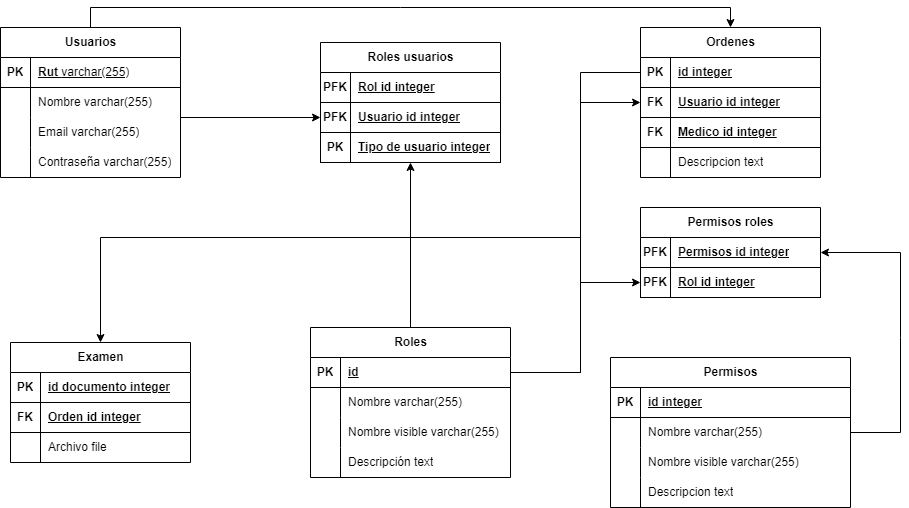 Usuarios
PK Rut varchar(255)
Nombre varchar(255)
Email varchar(255)
Contraseña varchar(255)
Roles usuarios
PFK Rol id integer
PFK Usuario id integer
PK Tipo de usuario integer
Ordenes
PK id integer
FK Usuario id integer
FK Medico id integer
Descripcion text
Permisos roles
PFK Permisos id integer
PFK Rol id integer
Examen
PK id documento integer
FK Orden id integer
Archivo file
Roles
PK id
Nombre varchar(255)
Nombre visible varchar(255)
Descripción text
Permisos
PK id integer
Nombre varchar(255)
Nombre visible varchar(255)
Descripcion text